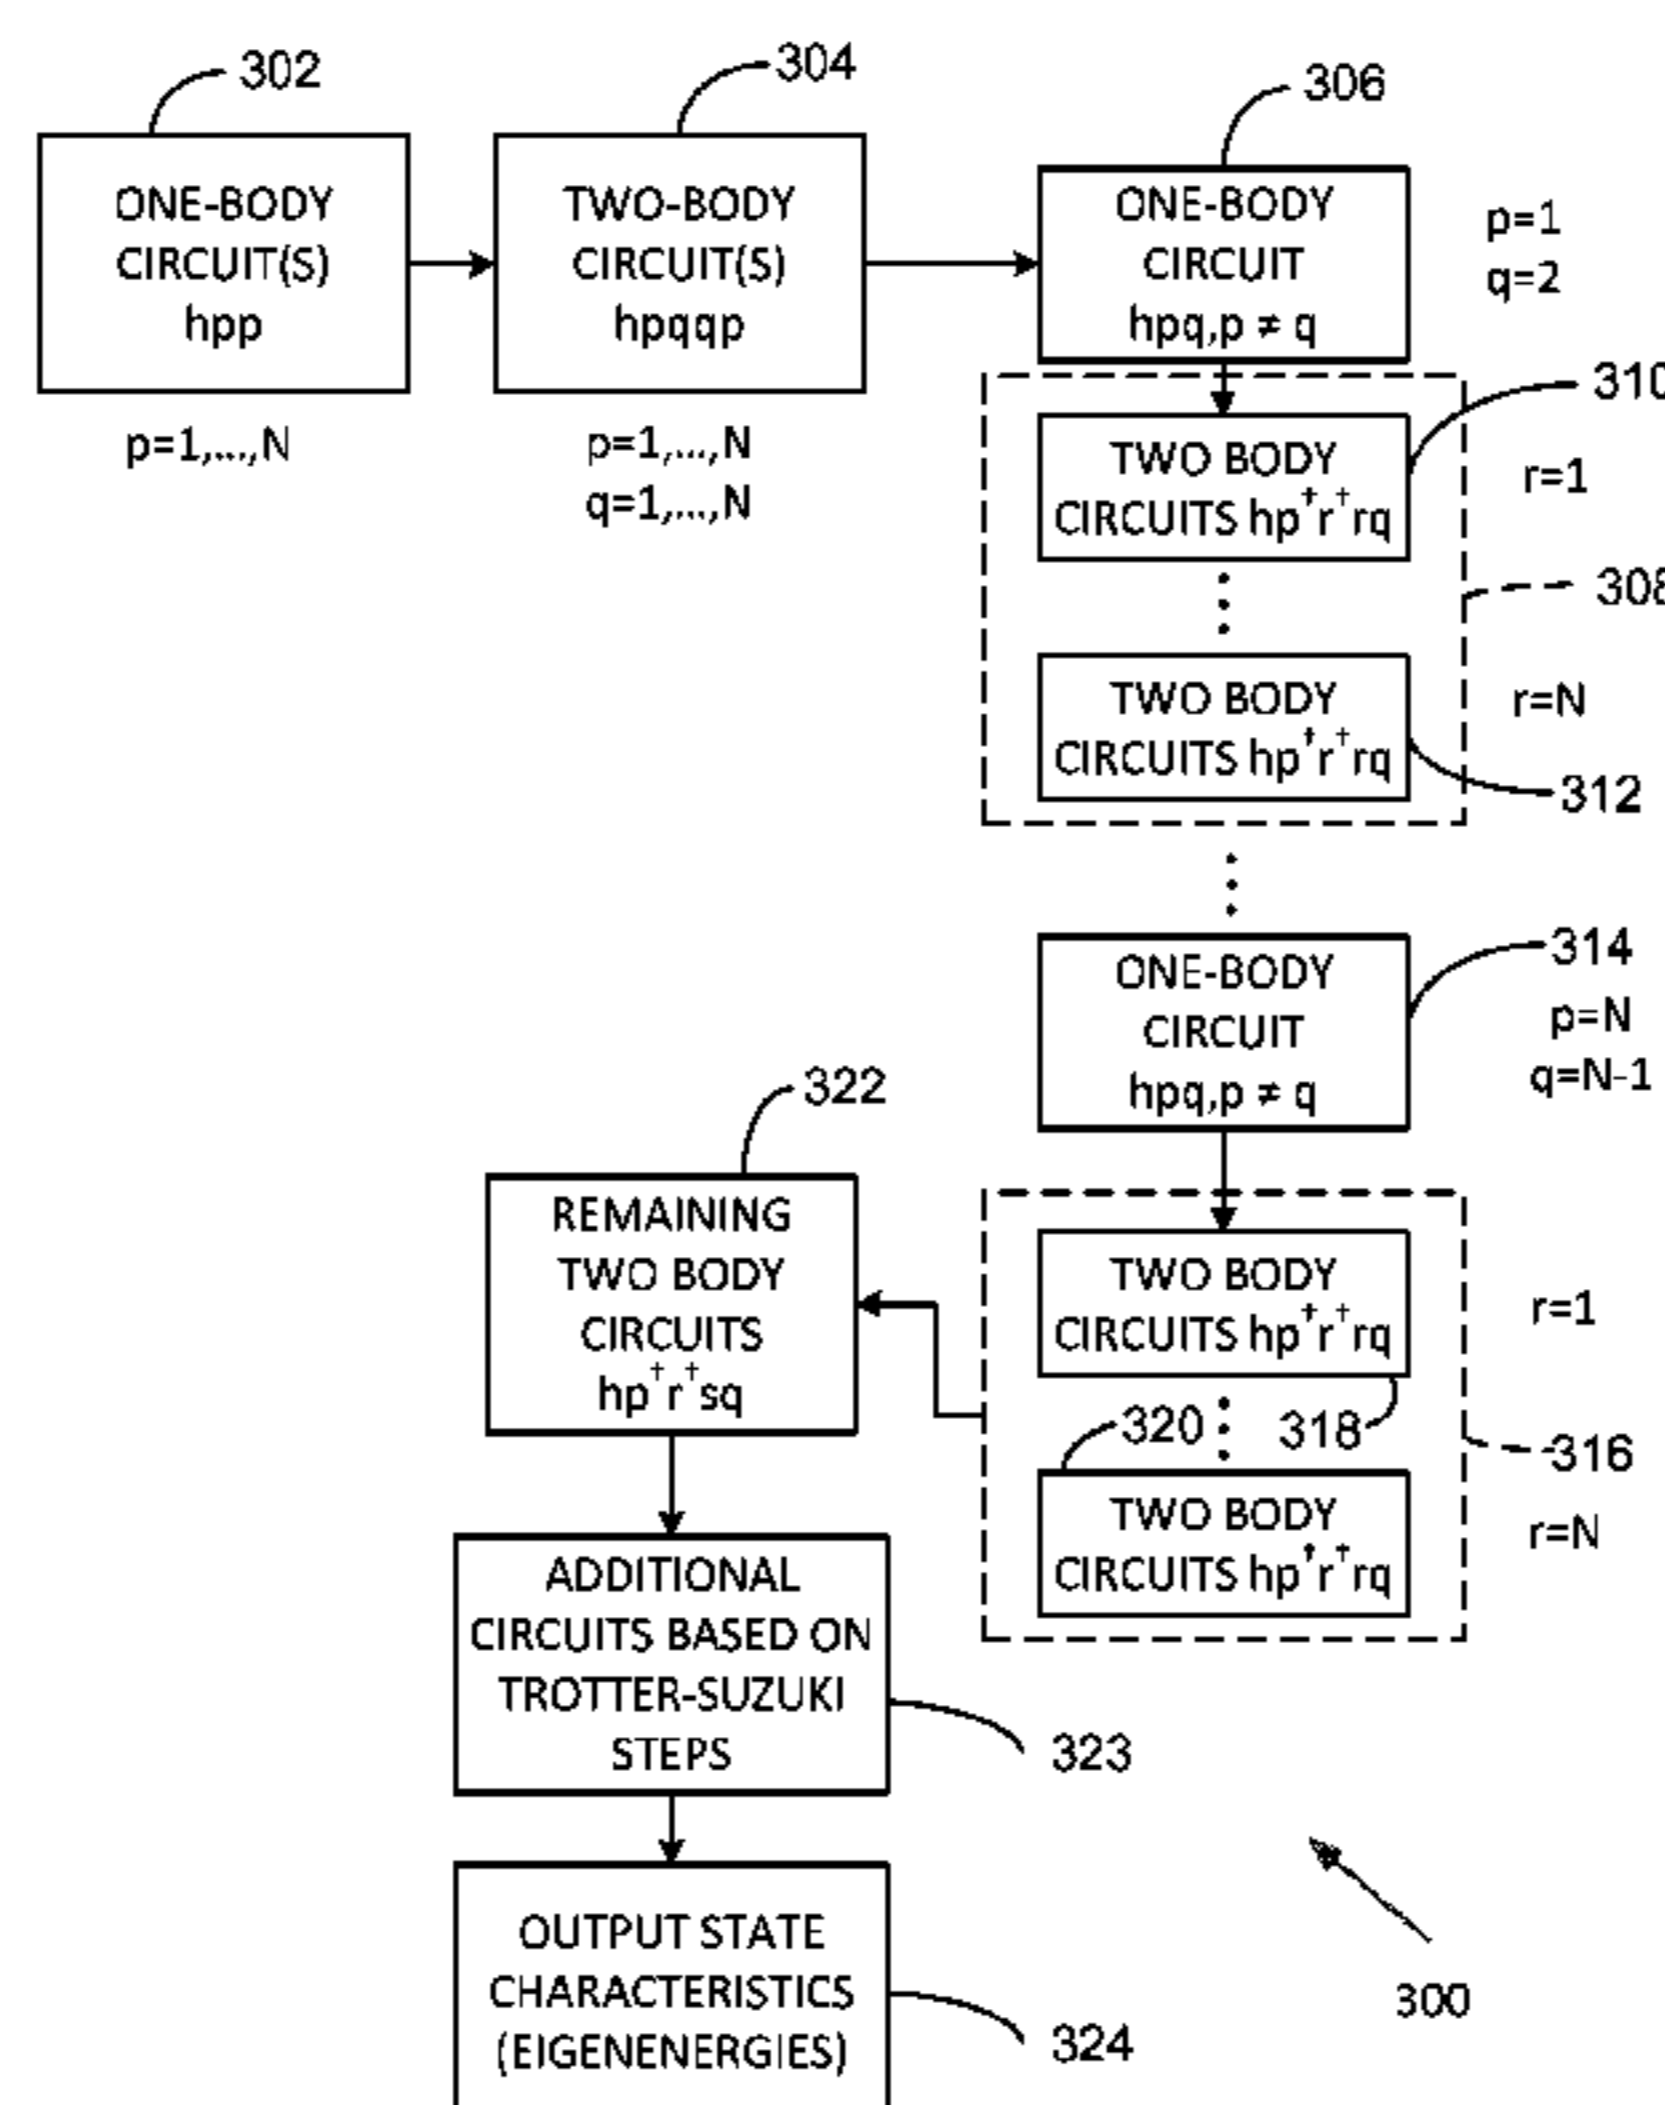 302
304
306
ONE-BODY
CIRCUIT(S)
hpp
p=1,...,N
TWO-BODY
CIRCUIT(S)
hpqqp
p=1,...,N
q=1,...,N
ONE-BODY
CIRCUIT
hpq,p ≠ q
p=1
q=2
310
TWO BODY
CIRCUITS hp†r†rq
r=1
308
TWO BODY
CIRCUITS hp†r†rq
r=N
312
ONE-BODY
CIRCUIT
hpq,p ≠ q
314
p=N
q=N-1
322
REMAINING
TWO BODY
CIRCUITS
hp†r†sq
TWO BODY
CIRCUITS hp†r†rq
r=1
320
318
316
TWO BODY
CIRCUITS hp†r†rq
r=N
ADDITIONAL
CIRCUITS BASED ON
TROTTER-SUZUKI
STEPS
323
OUTPUT STATE
CHARACTERISTICS
(EIGENENERGIES)
324
300